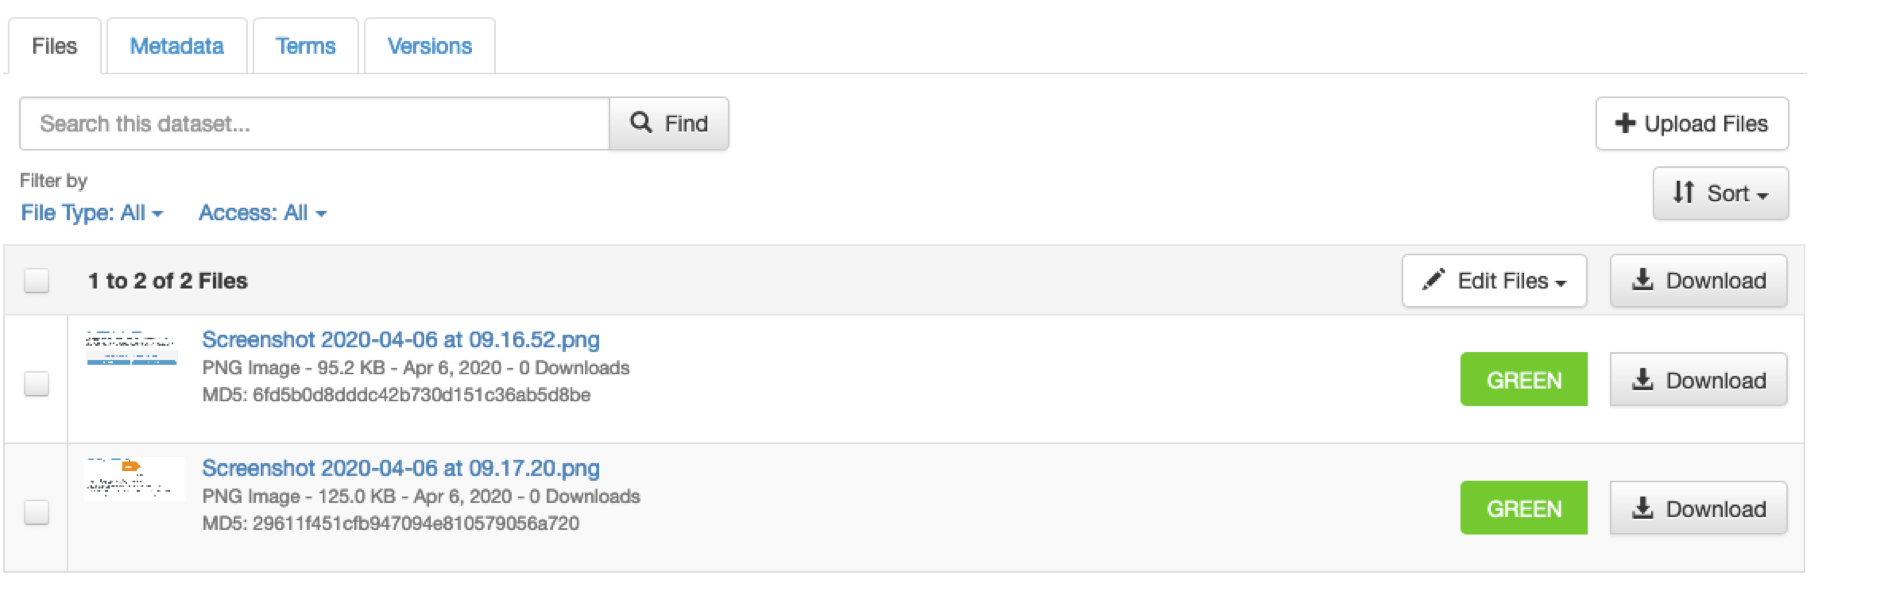 Files Metadata Terms Versions
Search this dataset... Find
Upload Files
Filter by
Sort
File Type: All Access: All
1 to 2 of 2 Files Edit Files Download
Screenshot 2020-04-06 at 09.16.52.png
PNG Image - 95.2 KB - Apr 6, 2020 - 0 Downloads
MD5: 6fd5b0d8dddc42b730d151c36ab5d8be
GREEN Download
Screenshot 2020-04-06 at 09.17.20.png
PNG Image - 125.0 KB - Apr 6, 2020 - 0 Downloads
MD5: 29611f451cfb947094e810579056a720
GREEN Download